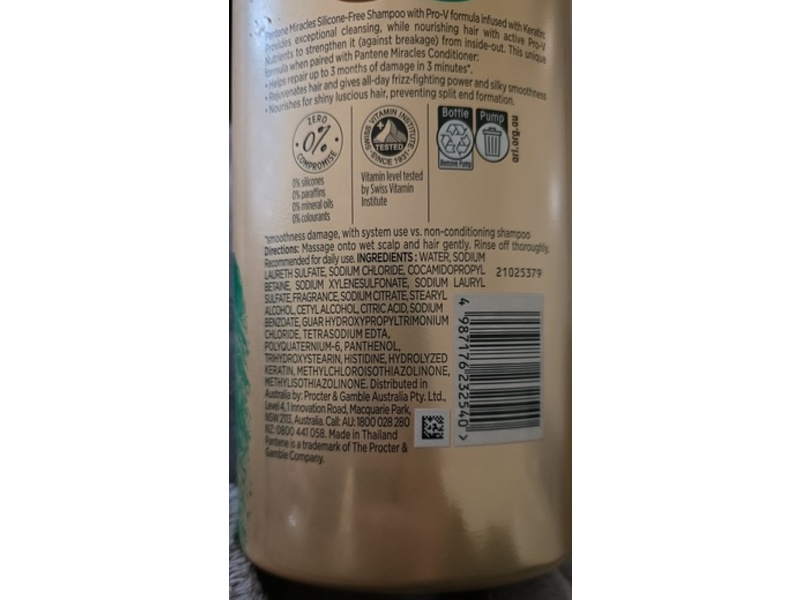 Pantene Miracles Silicone-Free Shampoo with Pro-V formula infused with Keratin:
Provides exceptional cleansing, while nourishing hair with active Pro-V
Nutrients to strengthen it (against breakage) from inside-out. This unique
formula when paired with Pantene Miracles Conditioner:
• Helps repair up to 3 months of damage in 3 minutes*.
• Rejuvenates hair and gives all-day frizz-fighting power and silky smoothness
• Nourishes for shiny luscious hair, preventing split end formation.
ZERO
0%
COMPROMISE
0% silicones
0% paraffins
0% mineral oils
0% colourants
SWISS VITAMIN INSTITUTE
TESTED
• SINCE 1931 •
Vitamin level tested
by Swiss Vitamin
Institute
Bottle
Remove Pump
Pump
arl.org.au
*smoothness damage, with system use vs. non-conditioning shampoo
Directions: Massage onto wet scalp and hair gently. Rinse off thoroughly.
Recommended for daily use. INGREDIENTS : WATER, SODIUM
LAURETH SULFATE, SODIUM CHLORIDE, COCAMIDOPROPYL
BETAINE, SODIUM XYLENESULFONATE, SODIUM LAURYL
SULFATE, FRAGRANCE, SODIUM CITRATE, STEARYL
ALCOHOL, CETYL ALCOHOL, CITRIC ACID, SODIUM
BENZOATE, GUAR HYDROXYPROPYLTRIMONIUM
CHLORIDE, TETRASODIUM EDTA,
POLYQUATERNIUM-6, PANTHENOL,
TRIHYDROXYSTEARIN, HISTIDINE, HYDROLYZED
KERATIN, METHYLCHLOROISOTHIAZOLINONE,
METHYLISOTHIAZOLINONE. Distributed in
Australia by: Procter & Gamble Australia Pty. Ltd.,
Level 4, 1 Innovation Road, Macquarie Park,
NSW 2113, Australia. Call: AU: 1800 028 280
NZ: 0800 441 058. Made in Thailand
Pantene is a trademark of The Procter &
Gamble Company.
21025379
4 987176 232540 >